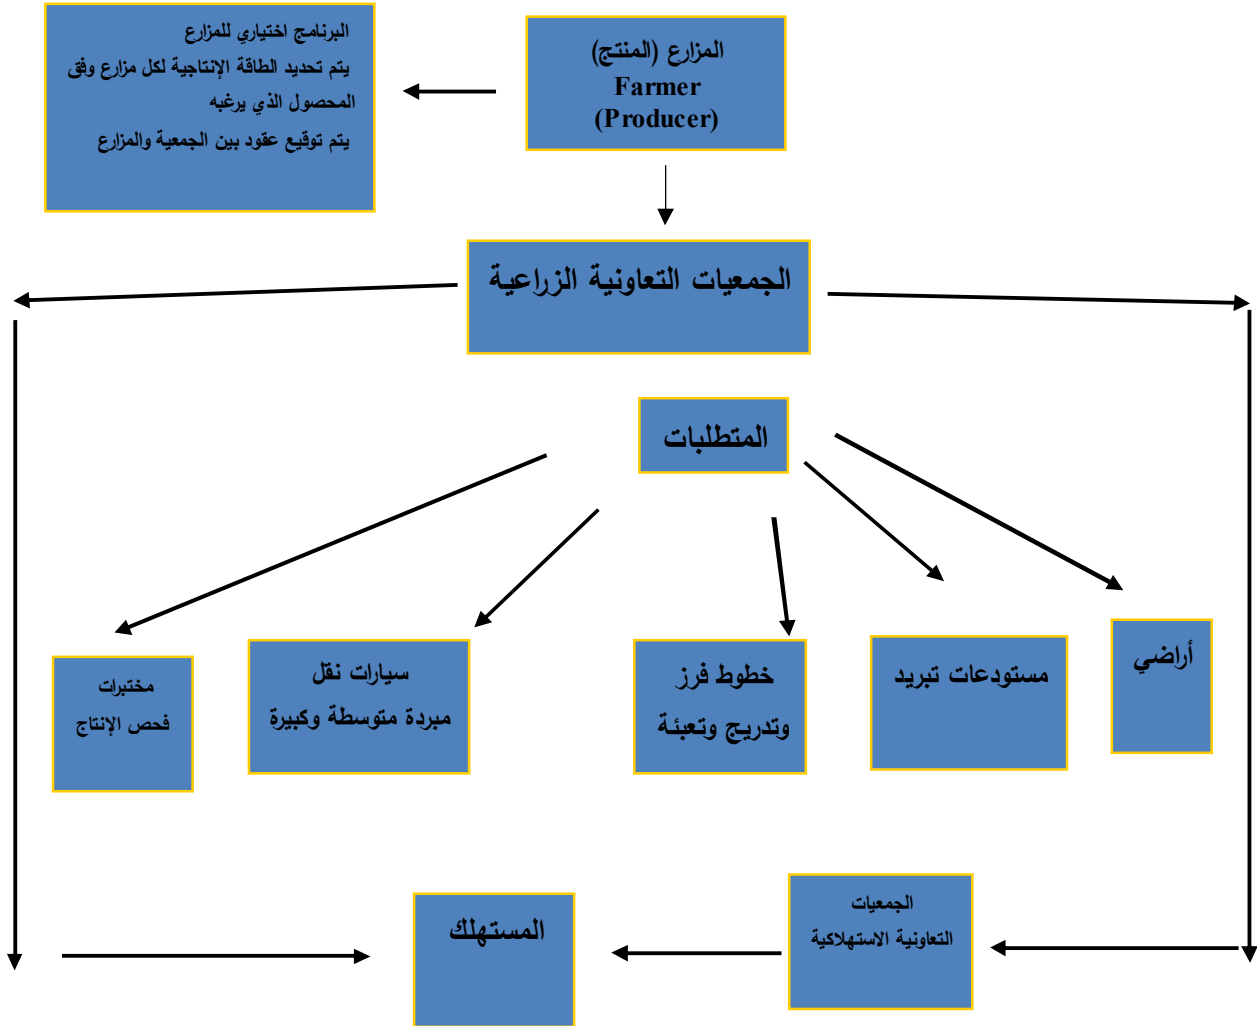 البرنامج اختياري للمزارع
يتم تحديد الطاقة الإنتاجية لكل مزارع وفق
المحصول الذي يرغبه
يتم توقيع عقود بين الجمعية والمزارع
المزارع (المنتج)
Farmer
(Producer)
الجمعيات التعاونية الزراعية
المتطلبات
أراضي
مستودعات تبريد
خطوط فرز
وتدريج وتعبئة
سيارات نقل
مبردة متوسطة وكبيرة
مختبرات
فحص الإنتاج
الجمعيات
التعاونية الاستهلاكية
المستهلك